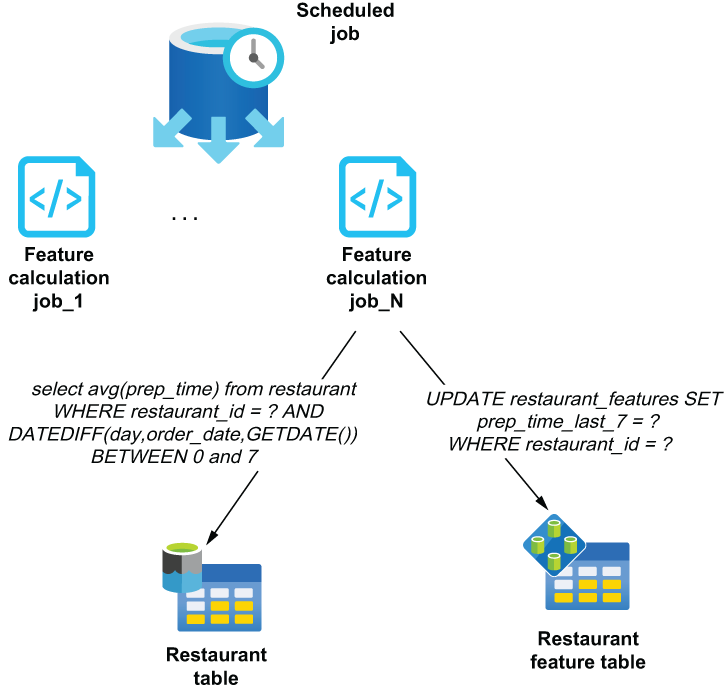 Scheduled
job
</>
...
</>
Feature
calculation
job_1
Feature
calculation
job_N
select avg(prep_time) from restaurant
WHERE restaurant_id = ? AND
DATEDIFF(day,order_date,GETDATE())
BETWEEN 0 and 7
UPDATE restaurant_features SET
prep_time_last_7 = ?
WHERE restaurant_id = ?
Restaurant
table
Restaurant
feature table